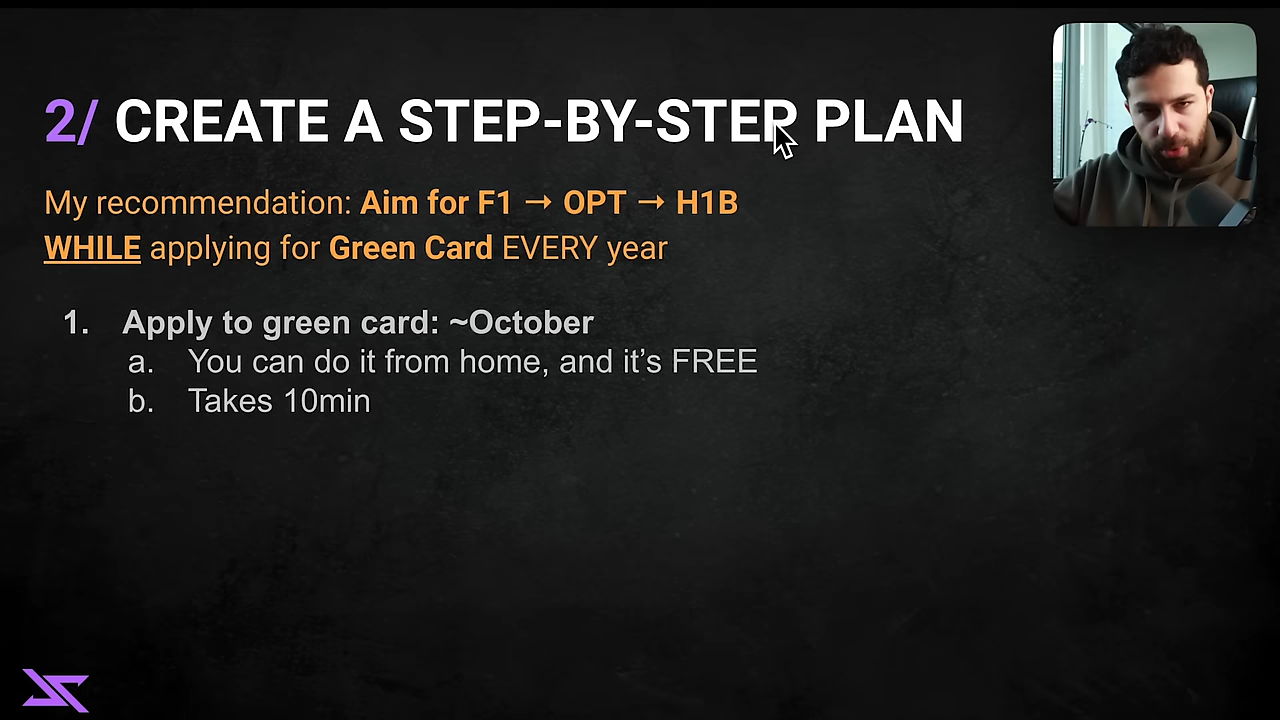 2/ CREATE A STEP-BY-STEP PLAN
My recommendation: Aim for F1 → OPT → H1B
WHILE applying for Green Card EVERY year
1. Apply to green card: ~October
a. You can do it from home, and it’s FREE
b. Takes 10min